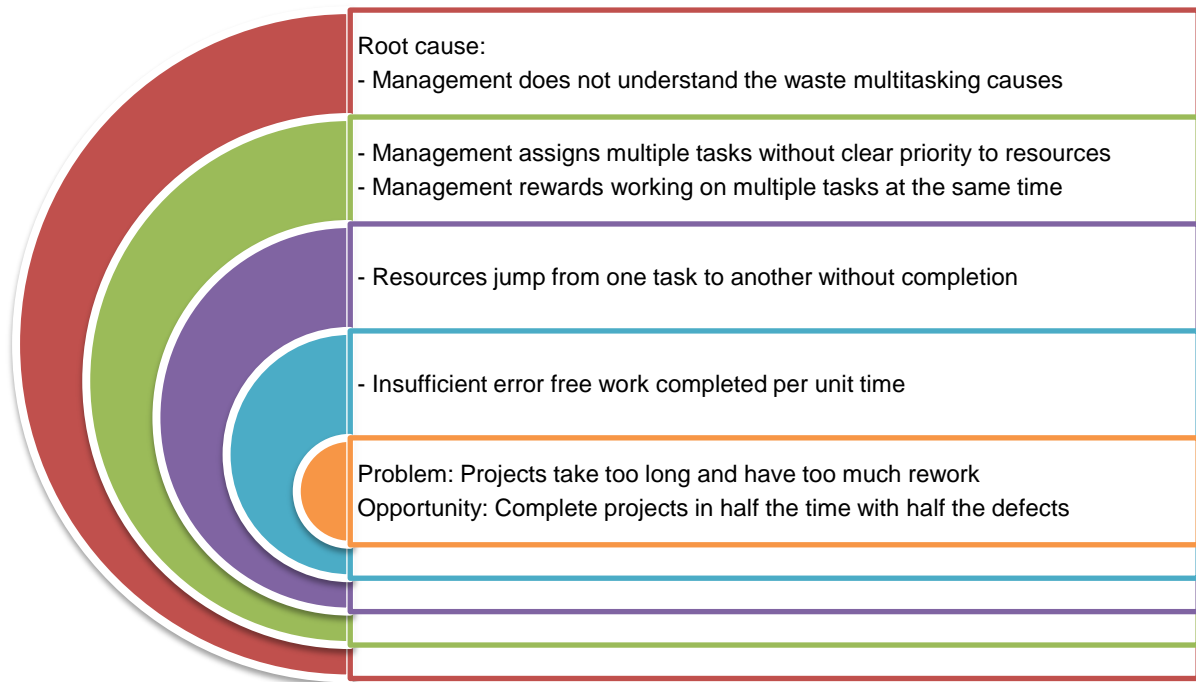 Root cause:
- Management does not understand the waste multitasking causes
- Management assigns multiple tasks without clear priority to resources
- Management rewards working on multiple tasks at the same time
- Resources jump from one task to another without completion
- Insufficient error free work completed per unit time
Problem: Projects take too long and have too much rework
Opportunity: Complete projects in half the time with half the defects